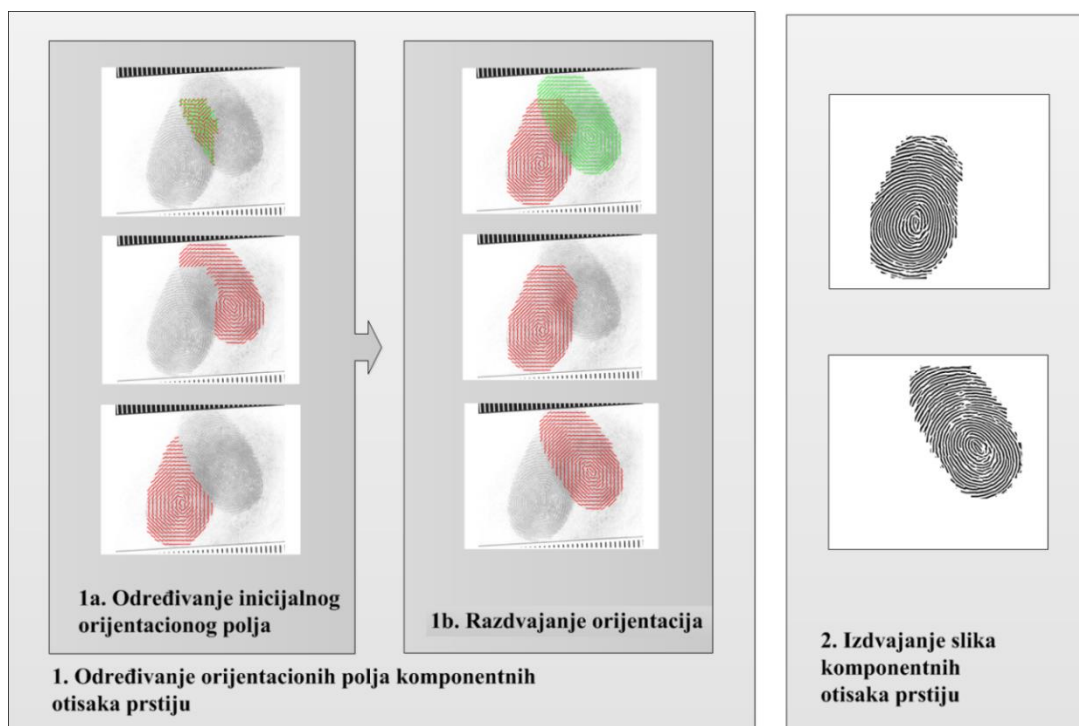 1a. Određivanje inicijalnog
orijentacionog polja
1b. Razdvajanje orijentacija
1. Određivanje orijentacionih polja komponentnih
otisaka prstiju
2. Izdvajanje slika
komponentnih
otisaka prstiju